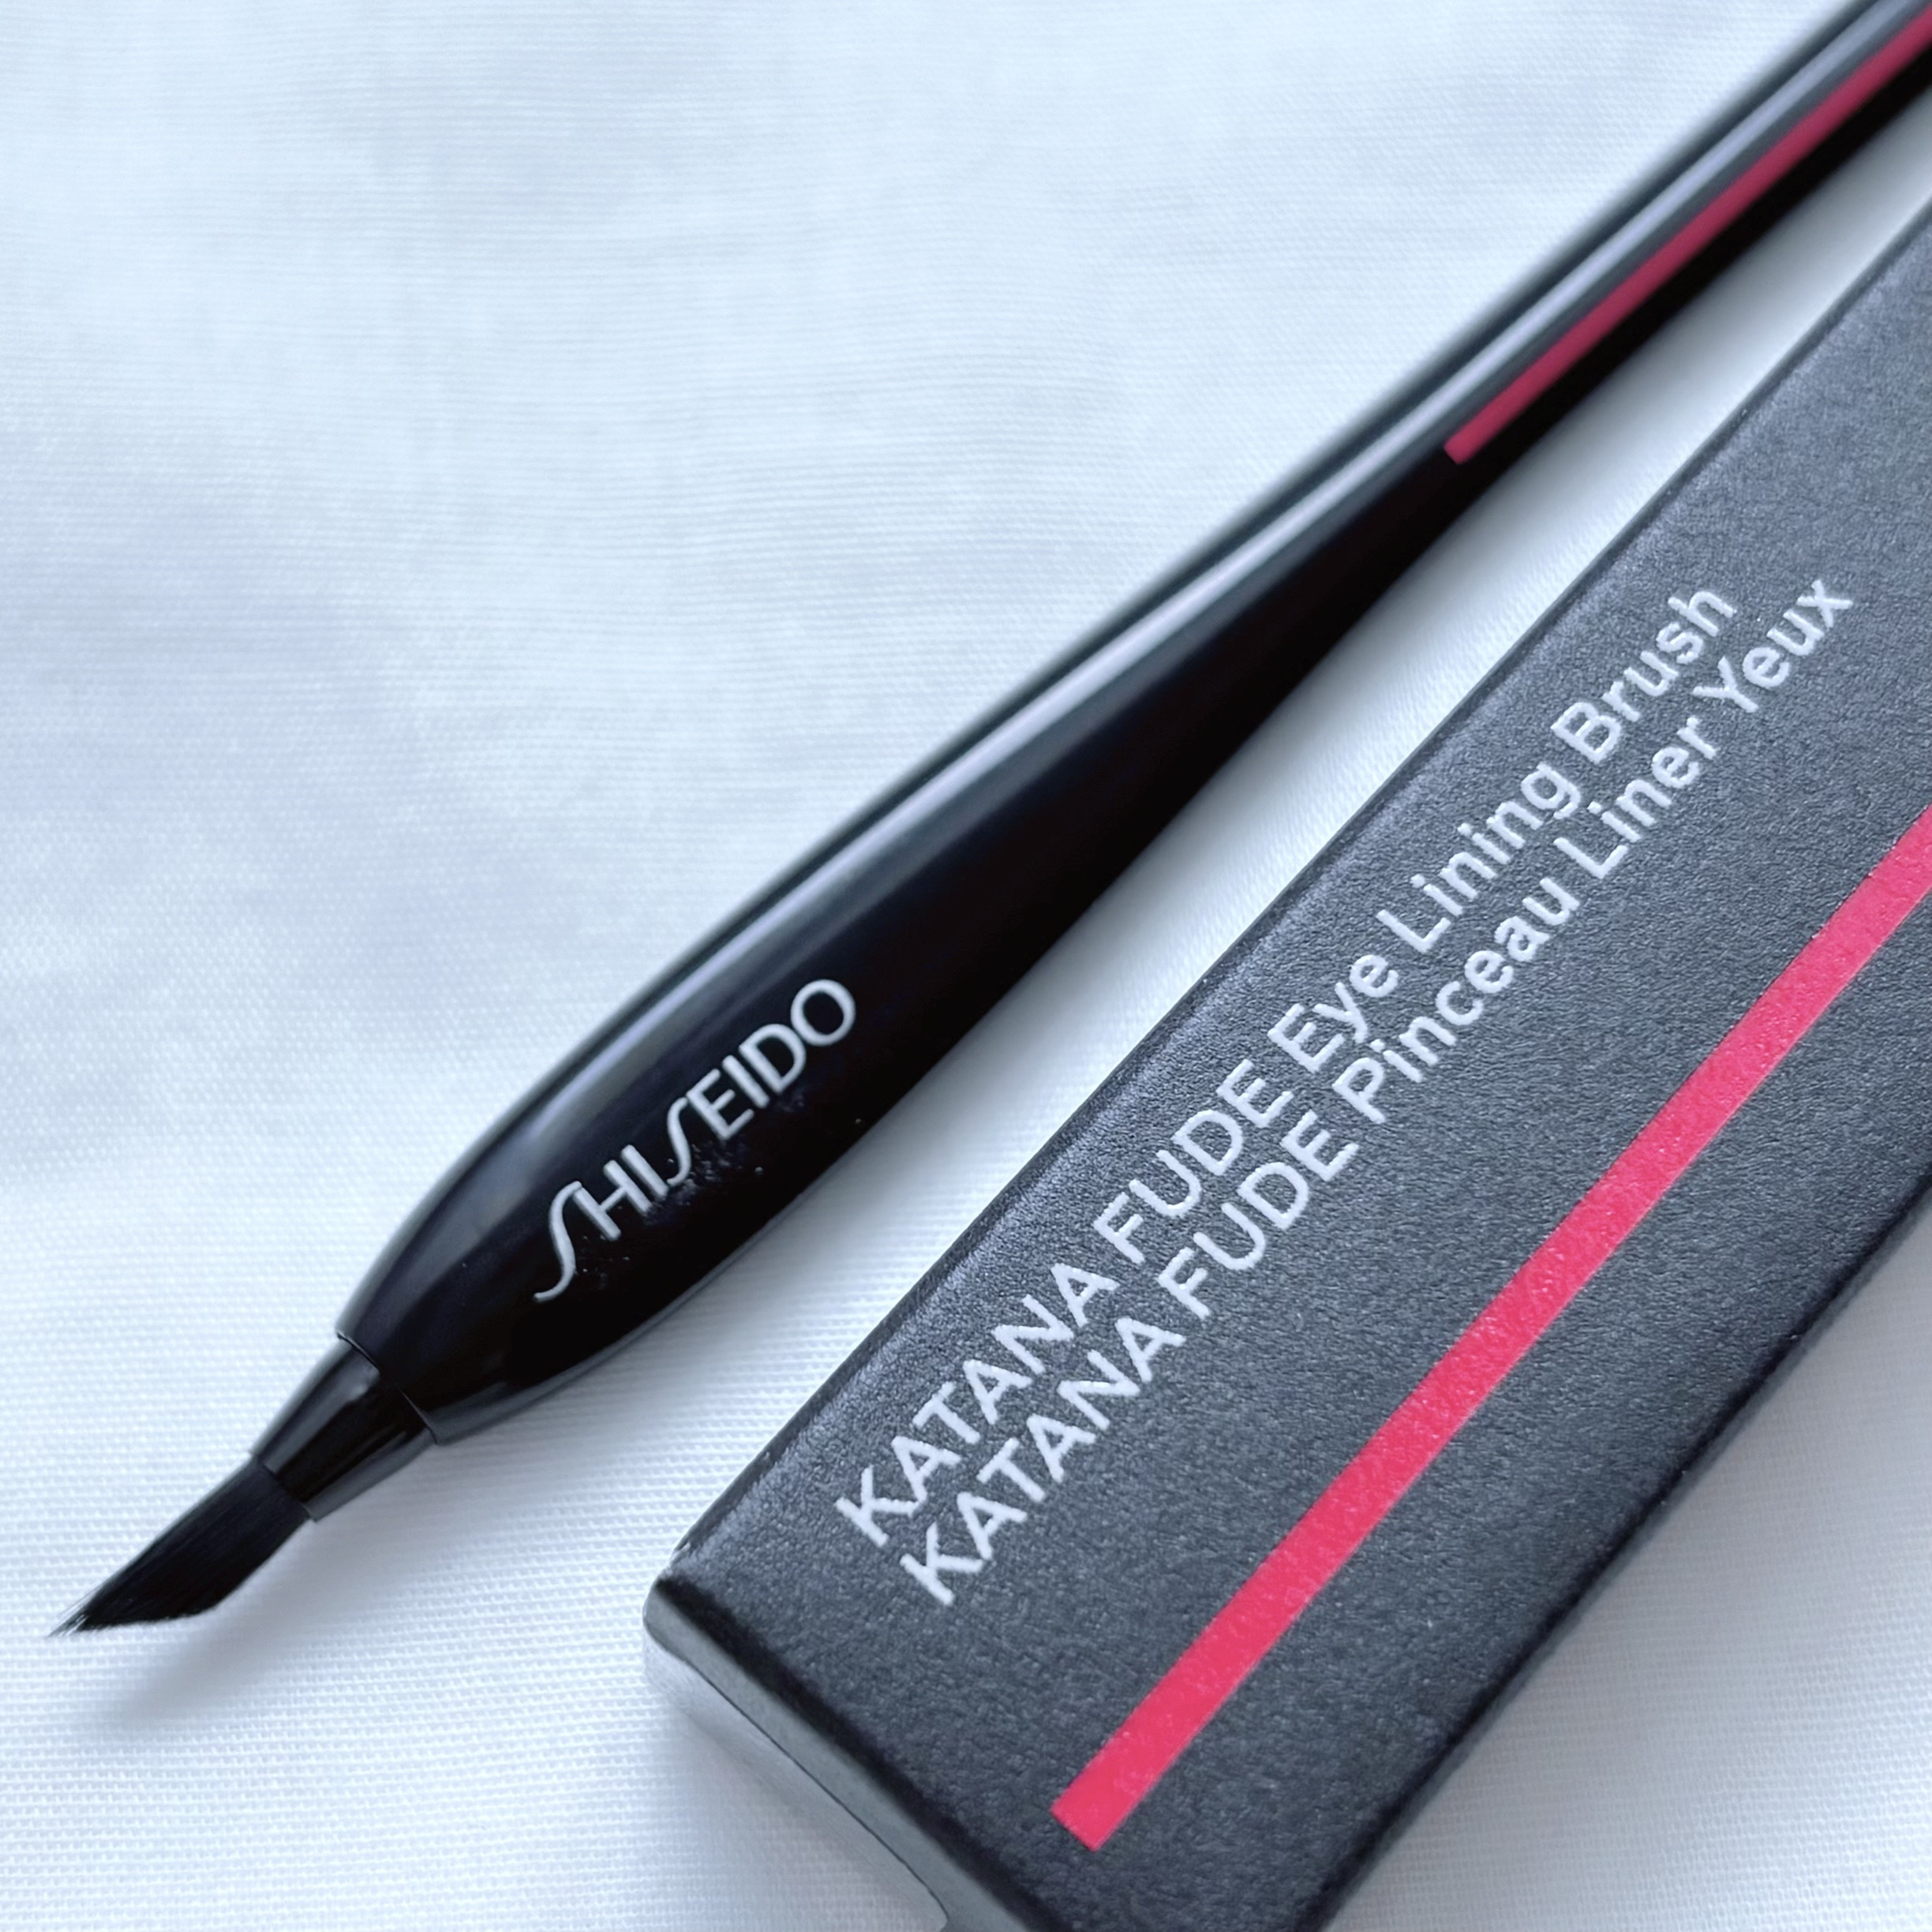 SHISEIDO
KATANA FUDE Eye Lining Brush
KATANA FUDE Pinceau Liner Yeux